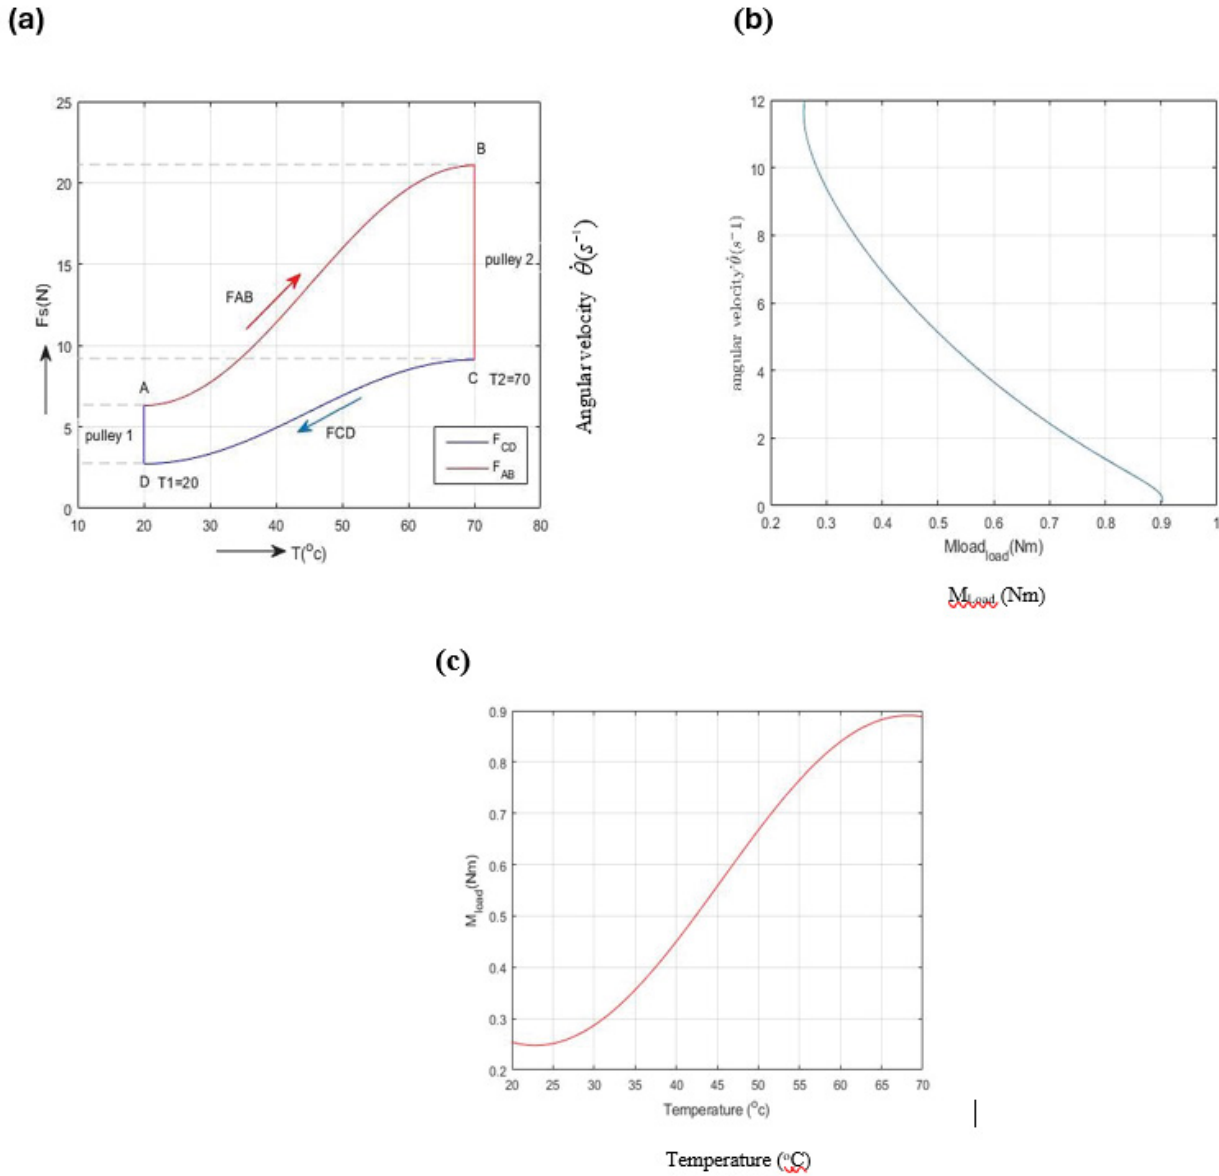 (a)
25
20
15
10
5
0
Fs(N)
B
pulley 2
FAB
A
C T2=70
pulley 1
FCD
D T1=20
F_CD
F_AB
10 20 30 40 50 60 70 80
T(°c)
(b)
Angular velocity θ̇(s⁻¹)
angular velocity,θ̇(s⁻1)
12
10
8
6
4
2
0
0.2 0.3 0.4 0.5 0.6 0.7 0.8 0.9 1
Mload_load(Nm)
M_Load (Nm)
(c)
0.9
0.8
0.7
0.6
0.5
0.4
0.3
0.2
M_load(Nm)
20 25 30 35 40 45 50 55 60 65 70
Temperature (°c)
Temperature (°C)